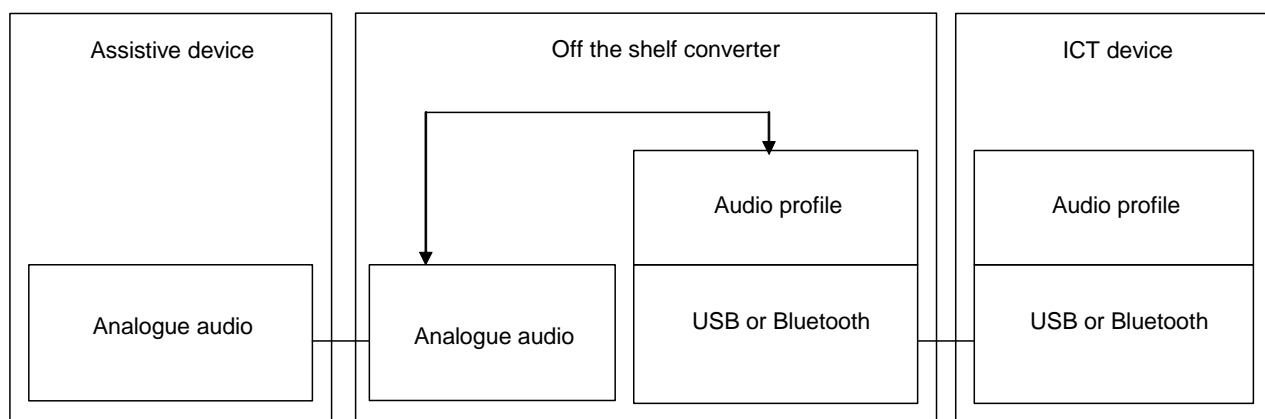 Assistive device
Off the shelf converter
ICT device
Audio profile
Audio profile
Analogue audio
Analogue audio
USB or Bluetooth
USB or Bluetooth